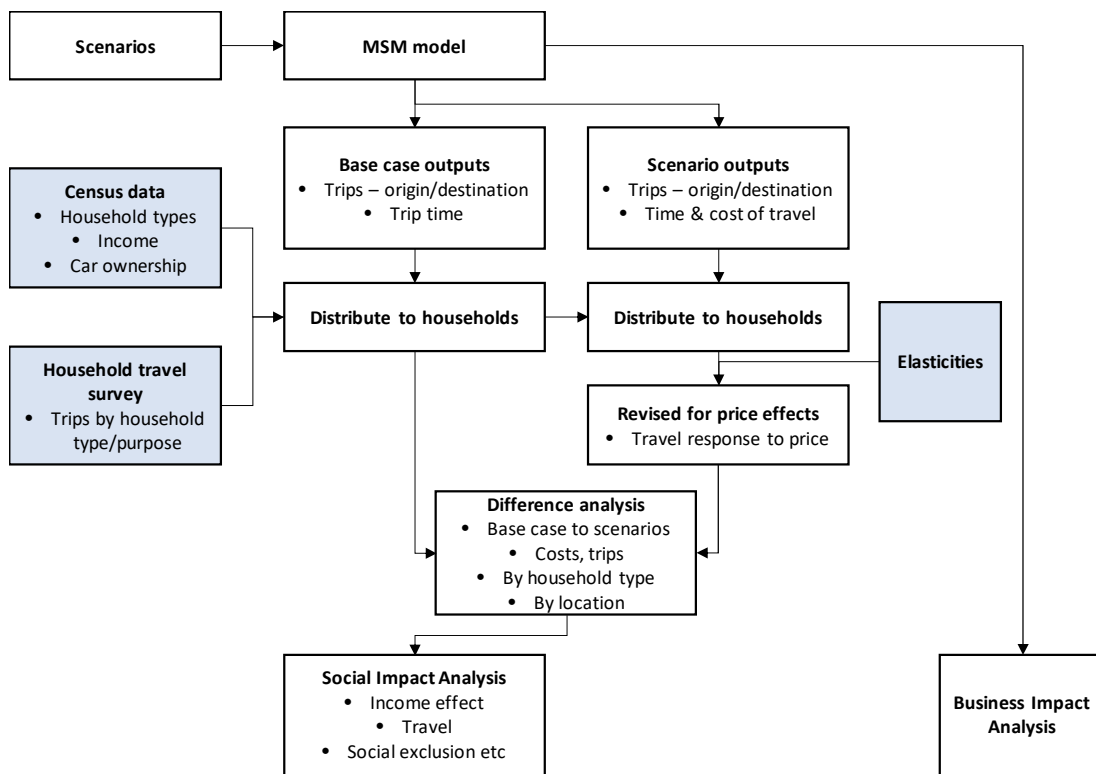 Scenarios
MSM model
Base case outputs
• Trips – origin/destination
• Trip time
Scenario outputs
• Trips – origin/destination
• Time & cost of travel
Census data
• Household types
• Income
• Car ownership
Distribute to households
Distribute to households
Elasticities
Household travel
survey
• Trips by household
type/purpose
Revised for price effects
• Travel response to price
Difference analysis
• Base case to scenarios
• Costs, trips
• By household type
• By location
Social Impact Analysis
• Income effect
• Travel
• Social exclusion etc
Business Impact
Analysis